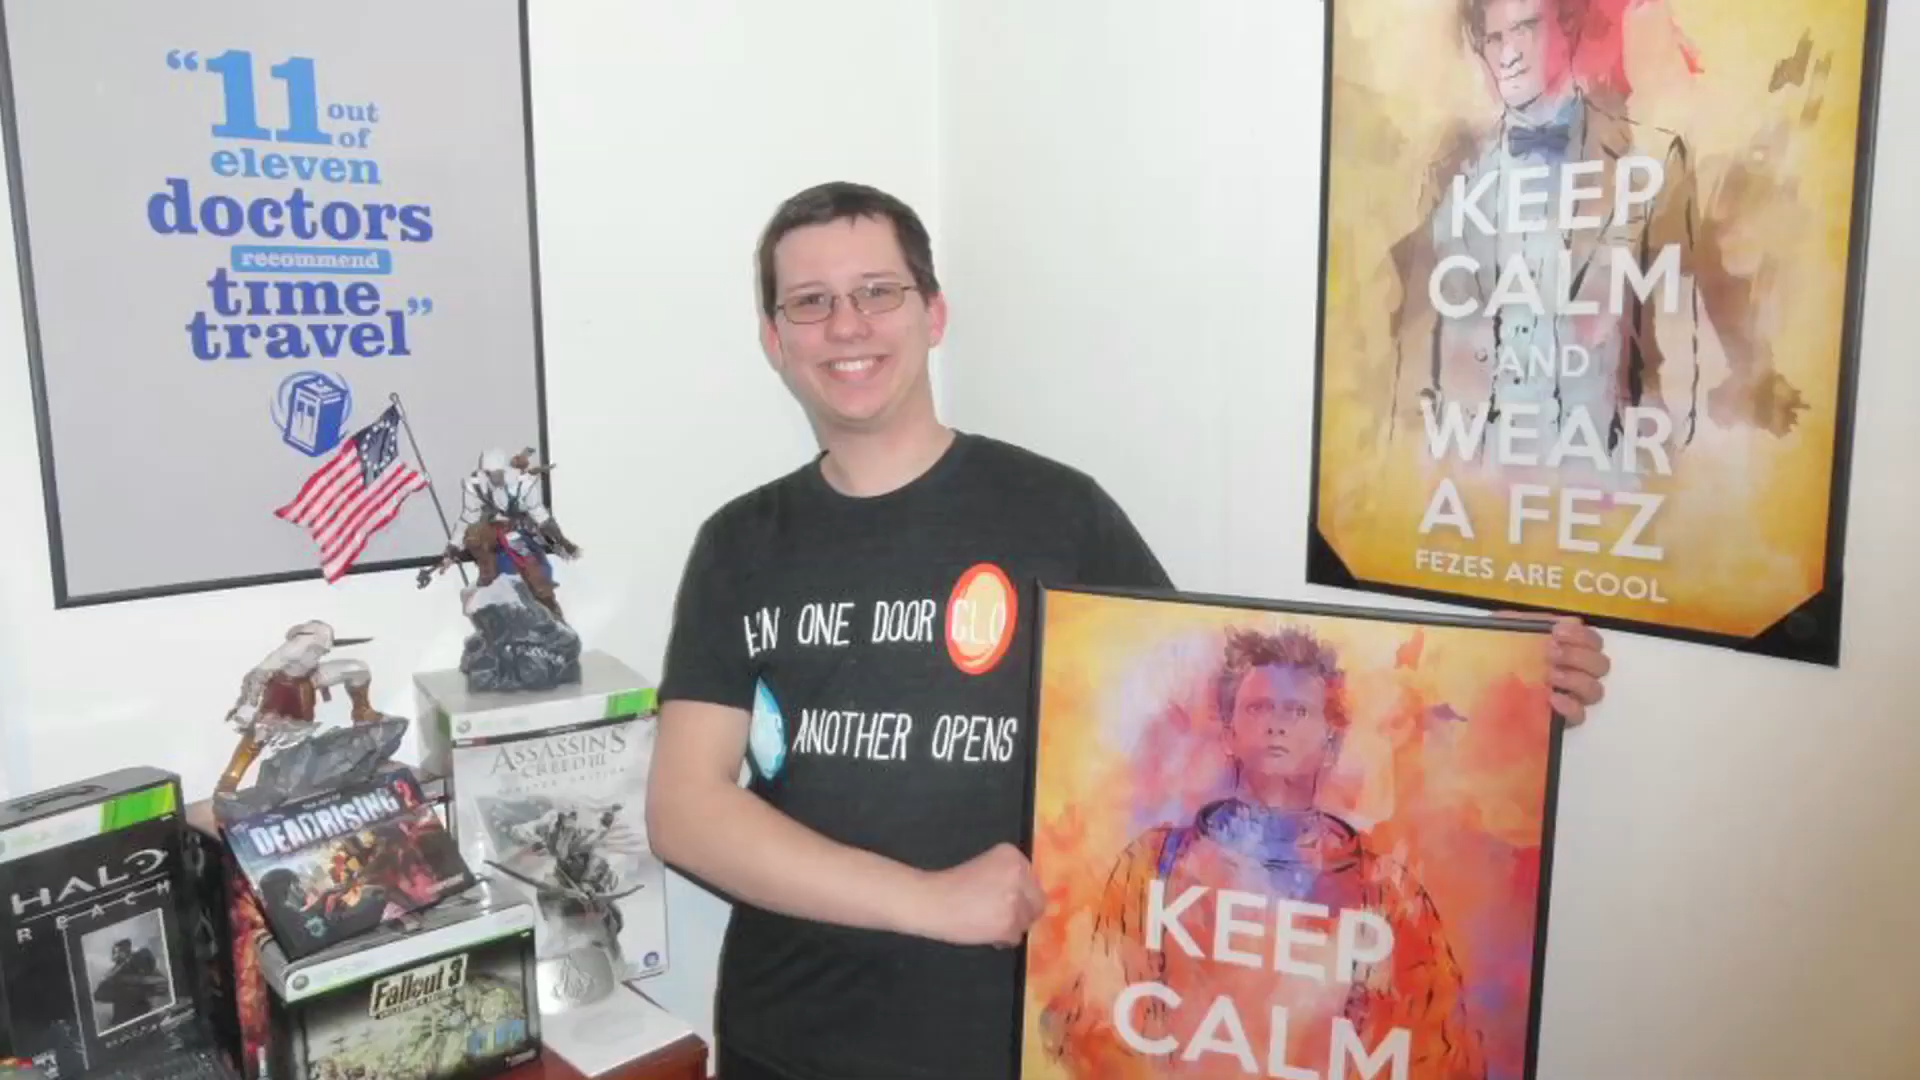 “11 out
of
eleven
doctors
recommend
time
travel”
KEEP
CALM
AND
WEAR
A FEZ
FEZES ARE COOL
ONE DOOR CLO
ANOTHER OPENS
KEEP
CALM
ASSASSIN'S
CREED III
DEADRISING 2
HALO
REACH
Fallout 3